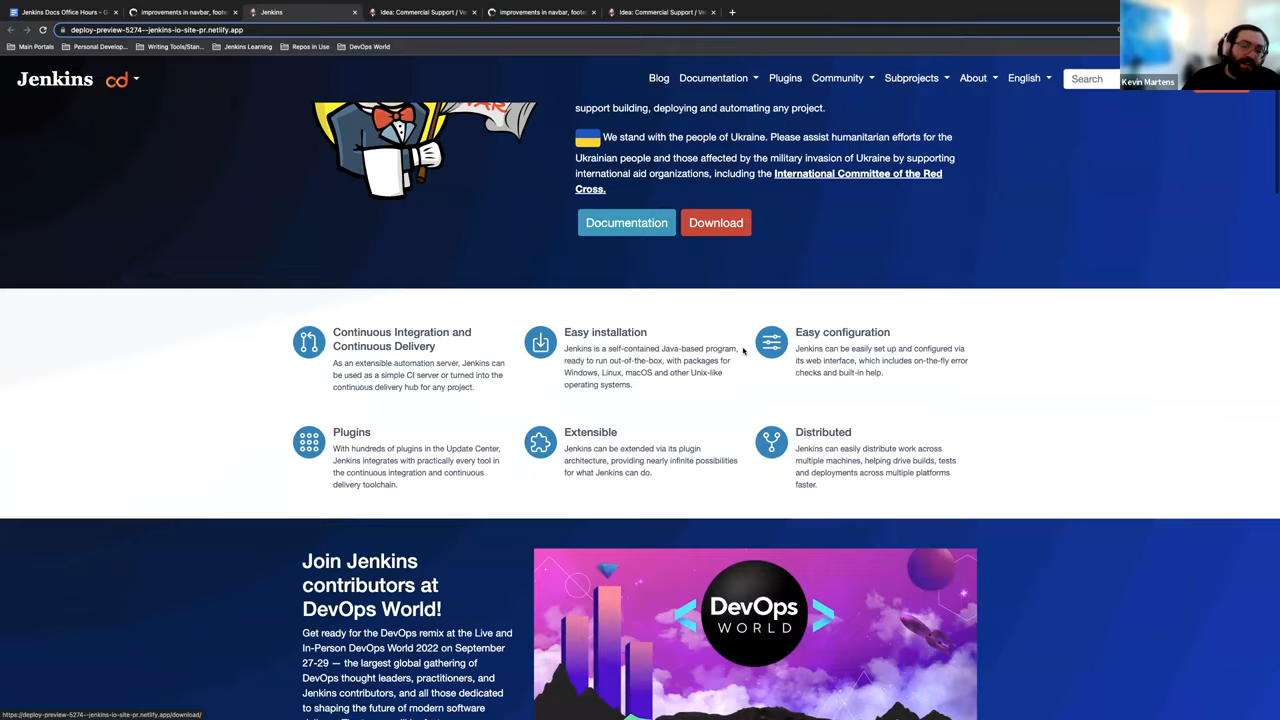 Jenkins Docs Office Hours - G
improvements in navbar, foote
Jenkins
Idea: Commercial Support / Ve
improvements in navbar, foote
Idea: Commercial Support / Ve
deploy-preview-5274--jenkins-io-site-pr.netlify.app
Main Portals
Personal Develop...
Writing Tools/Stan...
Jenkins Learning
Repos in Use
DevOps World
Kevin Martens
Jenkins cd
Blog
Documentation
Plugins
Community
Subprojects
About
English
Search
WAR
support building, deploying and automating any project.
We stand with the people of Ukraine. Please assist humanitarian efforts for the
Ukrainian people and those affected by the military invasion of Ukraine by supporting
international aid organizations, including the International Committee of the Red
Cross.
Documentation
Download
Continuous Integration and
Continuous Delivery
As an extensible automation server, Jenkins can
be used as a simple CI server or turned into the
continuous delivery hub for any project.
Easy installation
Jenkins is a self-contained Java-based program,
ready to run out-of-the-box, with packages for
Windows, Linux, macOS and other Unix-like
operating systems.
Easy configuration
Jenkins can be easily set up and configured via
its web interface, which includes on-the-fly error
checks and built-in help.
Plugins
With hundreds of plugins in the Update Center,
Jenkins integrates with practically every tool in
the continuous integration and continuous
delivery toolchain.
Extensible
Jenkins can be extended via its plugin
architecture, providing nearly infinite possibilities
for what Jenkins can do.
Distributed
Jenkins can easily distribute work across
multiple machines, helping drive builds, tests
and deployments across multiple platforms
faster.
Join Jenkins
contributors at
DevOps World!
Get ready for the DevOps remix at the Live and
In-Person DevOps World 2022 on September
27-29 — the largest global gathering of
DevOps thought leaders, practitioners, and
Jenkins contributors, and all those dedicated
to shaping the future of modern software
DevOps
WORLD
https://deploy-preview-5274--jenkins-io-site-pr.netlify.app/download/